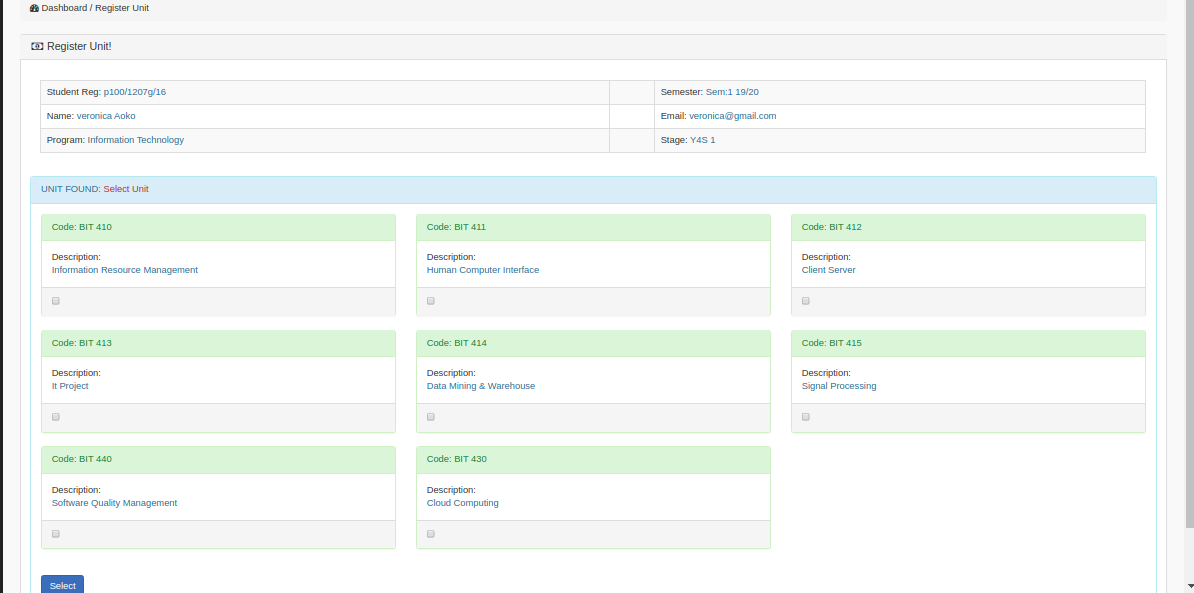 Dashboard / Register Unit
Register Unit!
Student Reg: p100/1207g/16
Semester: Sem:1 19/20
Name: veronica Aoko
Email: veronica@gmail.com
Program: Information Technology
Stage: Y4S 1
UNIT FOUND: Select Unit
Code: BIT 410
Code: BIT 411
Code: BIT 412
Description:
Information Resource Management
Description:
Human Computer Interface
Description:
Client Server
Code: BIT 413
Code: BIT 414
Code: BIT 415
Description:
It Project
Description:
Data Mining & Warehouse
Description:
Signal Processing
Code: BIT 440
Code: BIT 430
Description:
Software Quality Management
Description:
Cloud Computing
Select